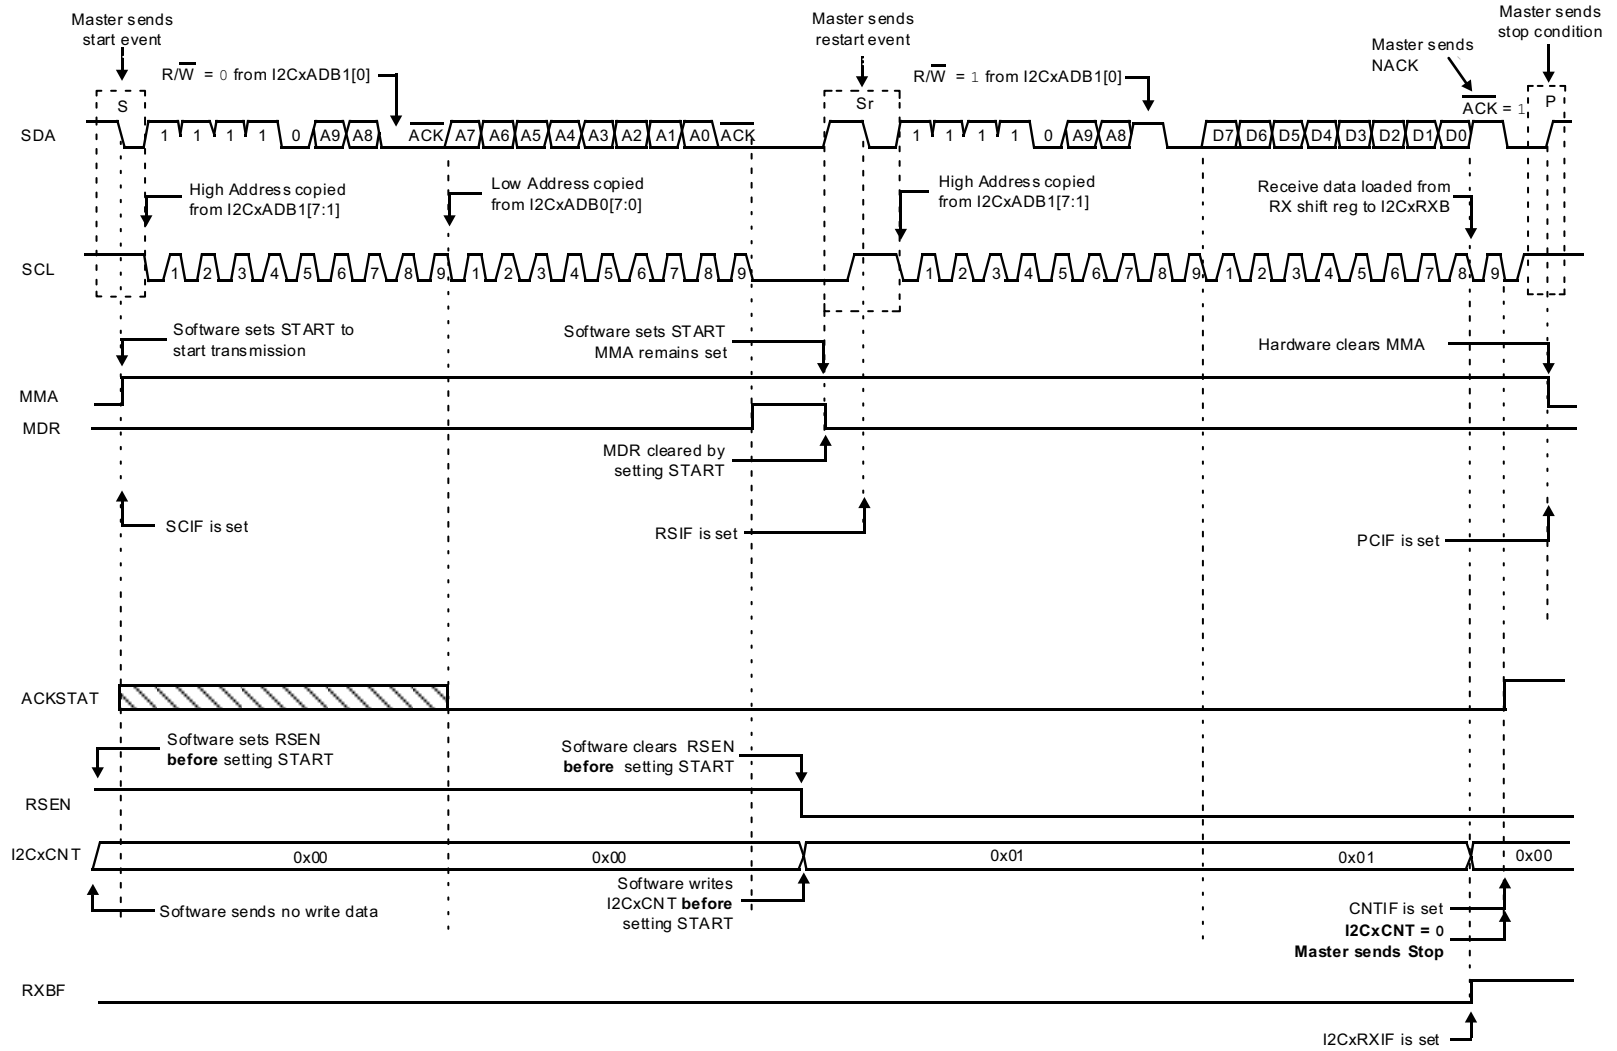 Master sends
start event
Master sends
restart event
Master sends
stop condition
Master sends
NACK
R/W̅ = 0 from I2CxADB1[0]
R/W̅ = 1 from I2CxADB1[0]
S
Sr
A̅C̅K̅ = 1
P
SDA
1 1 1 1 0 A9 A8 A̅C̅K̅ A7 A6 A5 A4 A3 A2 A1 A0 A̅C̅K̅ 1 1 1 1 0 A9 A8 D7 D6 D5 D4 D3 D2 D1 D0
High Address copied
from I2CxADB1[7:1]
Low Address copied
from I2CxADB0[7:0]
High Address copied
from I2CxADB1[7:1]
Receive data loaded from
RX shift reg to I2CxRXB
SCL
1 2 3 4 5 6 7 8 9 1 2 3 4 5 6 7 8 9 1 2 3 4 5 6 7 8 9 1 2 3 4 5 6 7 8 9
Software sets START to
start transmission
Software sets START
MMA remains set
Hardware clears MMA
MMA
MDR
MDR cleared by
setting START
SCIF is set
RSIF is set
PCIF is set
ACKSTAT
Software sets RSEN
before setting START
Software clears RSEN
before setting START
RSEN
I2CxCNT
0x00
0x00
0x01
0x01
0x00
Software sends no write data
Software writes
I2CxCNT before
setting START
CNTIF is set
I2CxCNT = 0
Master sends Stop
RXBF
I2CxRXIF is set